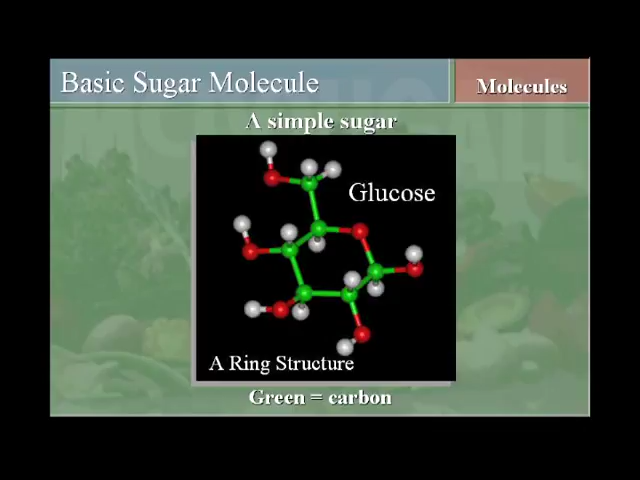 Basic Sugar Molecule
Molecules
A simple sugar
Glucose
A Ring Structure
Green = carbon